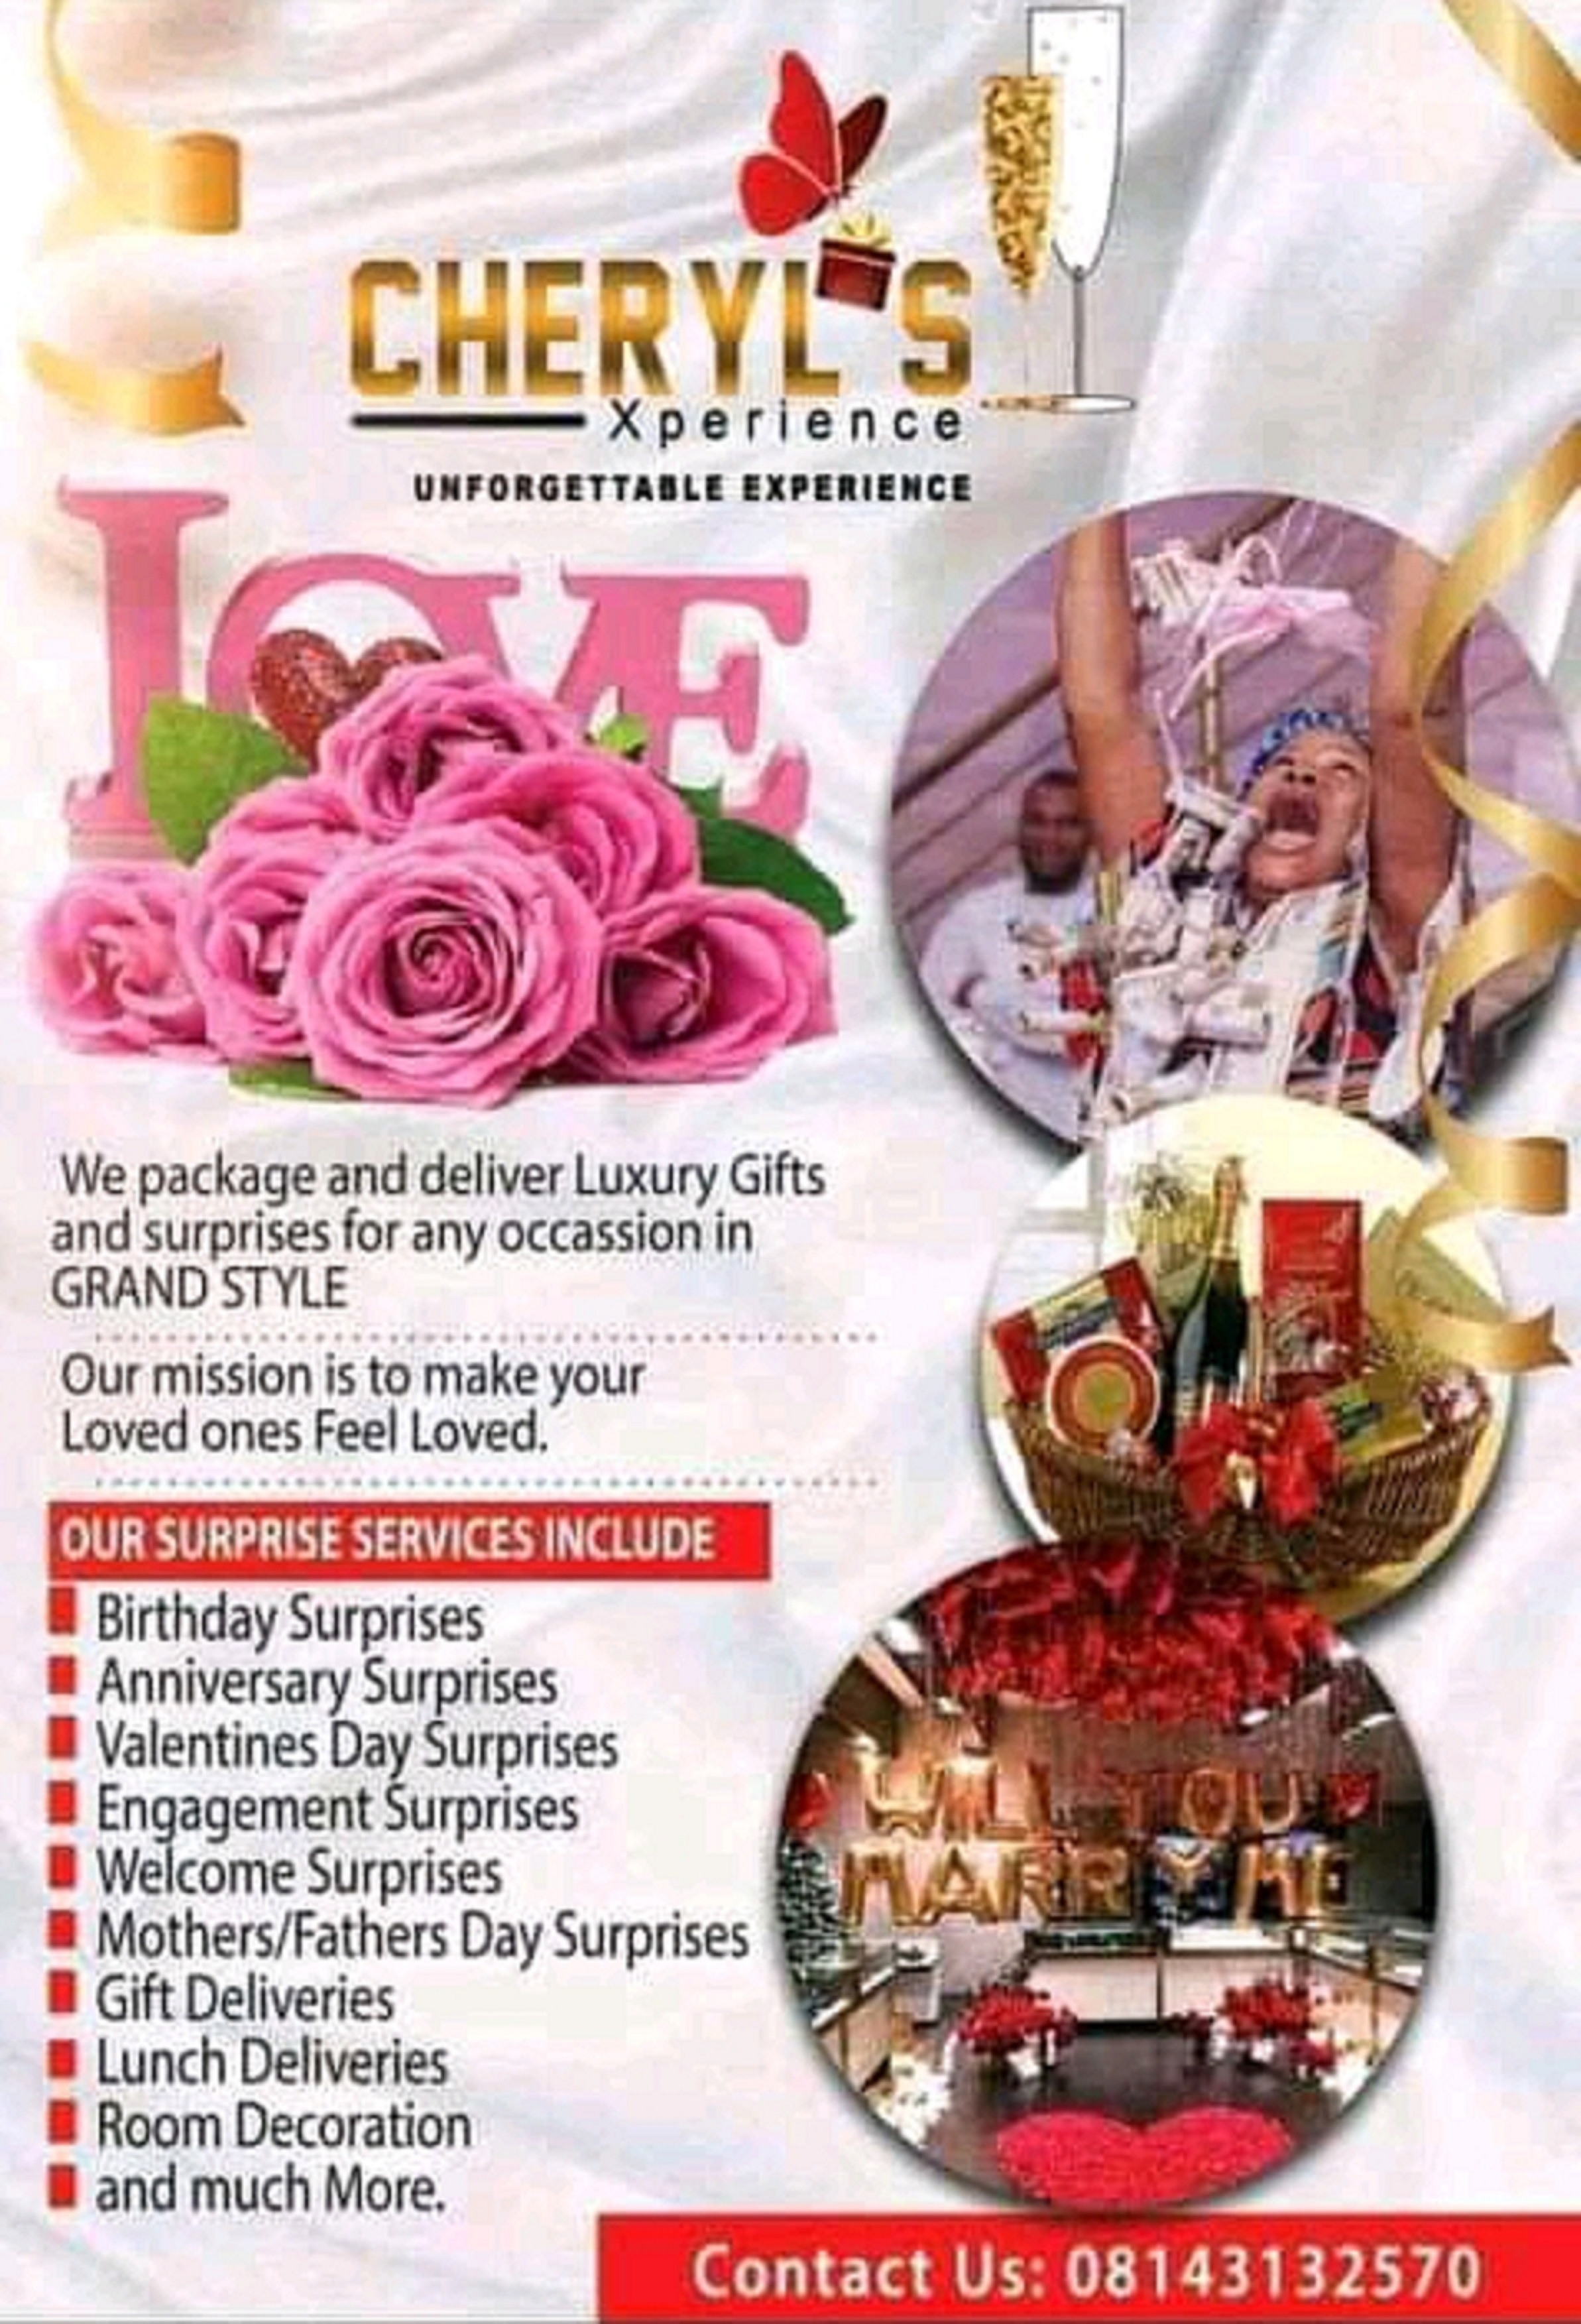 CHERYL'S
Xperience
UNFORGETTABLE EXPERIENCE
LOVE
We package and deliver Luxury Gifts
and surprises for any occassion in
GRAND STYLE
Our mission is to make your
Loved ones Feel Loved.
OUR SURPRISE SERVICES INCLUDE
Birthday Surprises
Anniversary Surprises
Valentines Day Surprises
Engagement Surprises
Welcome Surprises
Mothers/Fathers Day Surprises
Gift Deliveries
Lunch Deliveries
Room Decoration
and much More.
WILL YOU
MARRY ME
Contact Us: 08143132570